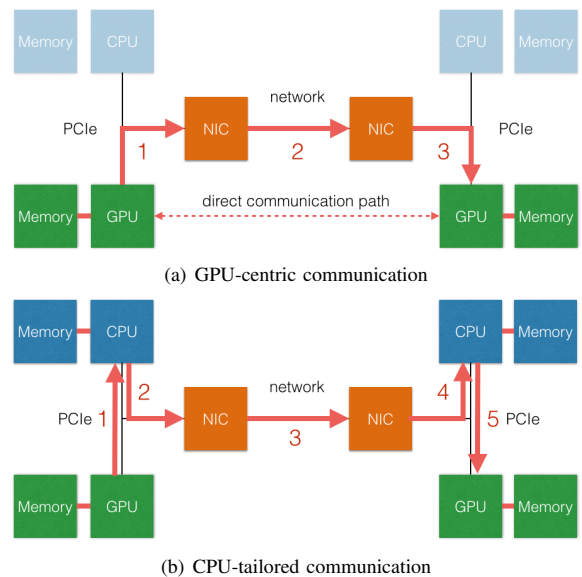 Memory CPU CPU Memory
network
PCIe NIC NIC PCIe
1 2 3
direct communication path
Memory GPU GPU Memory
(a) GPU-centric communication
Memory CPU CPU Memory
2 network 4
PCIe 1 NIC NIC 5 PCIe
3
Memory GPU GPU Memory
(b) CPU-tailored communication